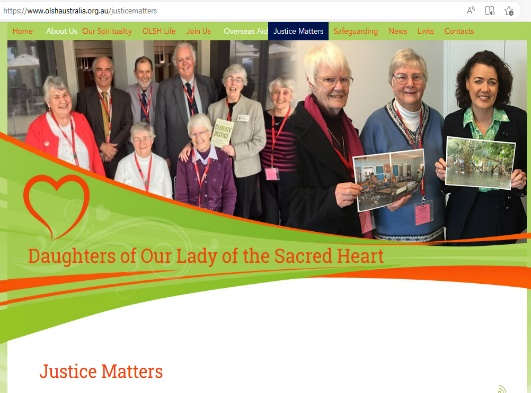 https://www.olshaustralia.org.au/justicematters
Home About Us Our Spirtuality OLSH Life Join Us Overseas Aid Justice Matters Safeguarding News Links Contacts
Daughters of Our Lady of the Sacred Heart
Justice Matters